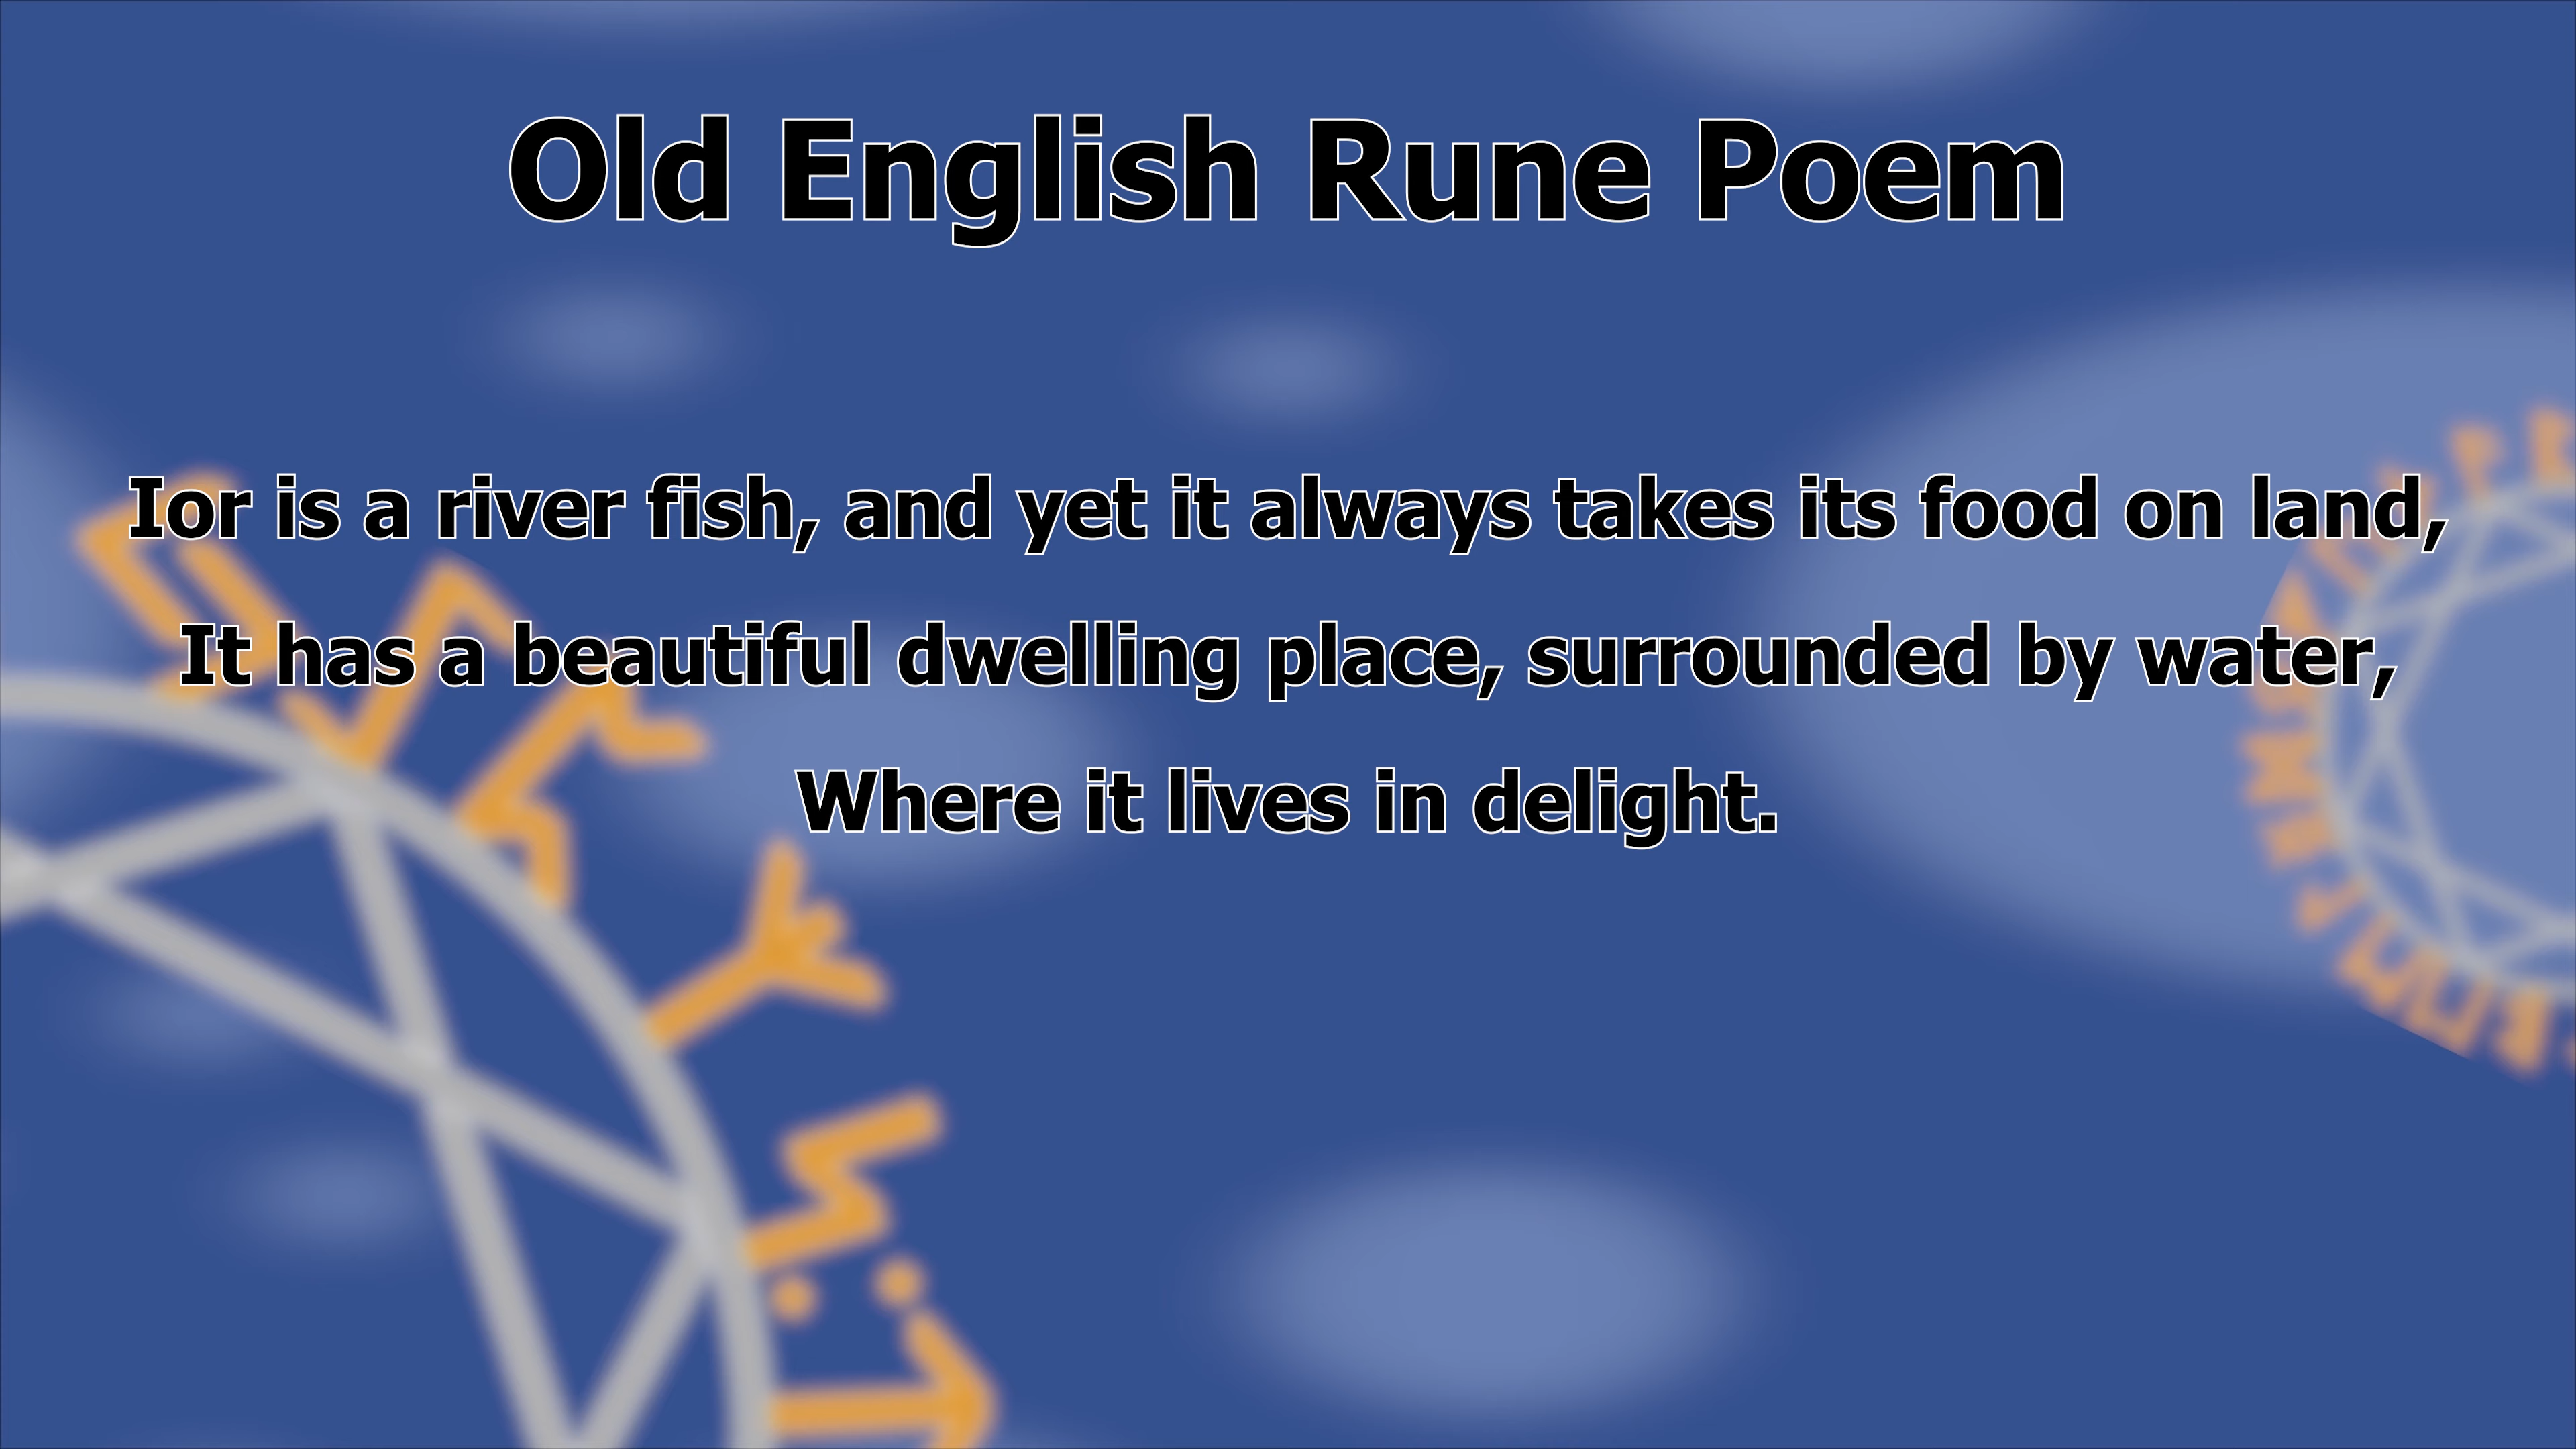 Old English Rune Poem
Ior is a river fish, and yet it always takes its food on land,
It has a beautiful dwelling place, surrounded by water,
Where it lives in delight.